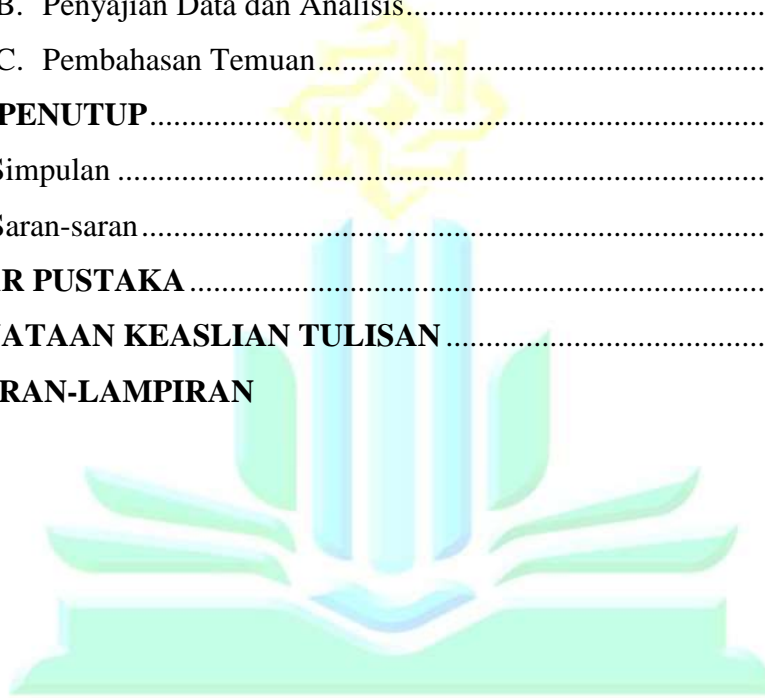 B. Penyajian Data dan Analisis....................................................
C. Pembahasan Temuan................................................................
PENUTUP......................................................................................
Simpulan ......................................................................................
Saran-saran...................................................................................
R PUSTAKA................................................................................
ATAAN KEASLIAN TULISAN..............................................
RAN-LAMPIRAN